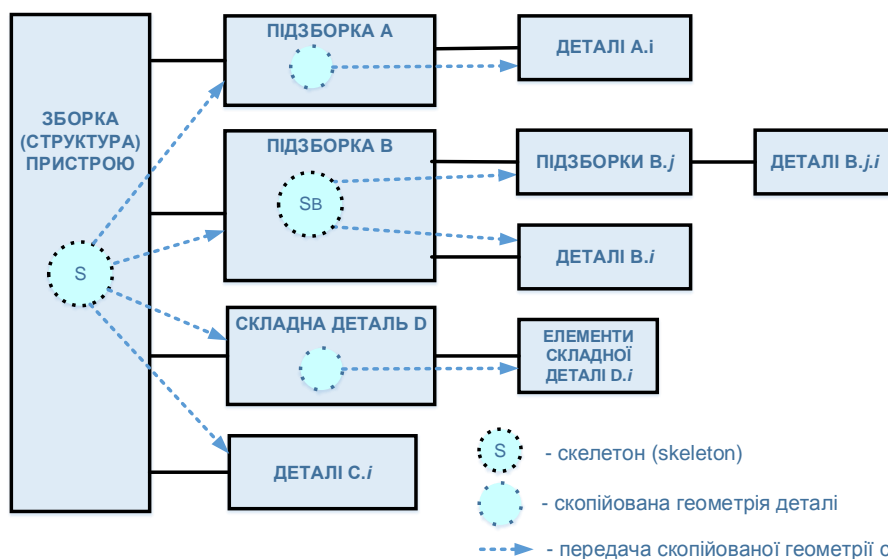 ЗБОРКА
(СТРУКТУРА)
ПРИСТРОЮ
S
ПІДЗБОРКА А
ДЕТАЛІ А.і
ПІДЗБОРКА В
SB
ПІДЗБОРКИ В.j
ДЕТАЛІ В.j.i
ДЕТАЛІ В.i
СКЛАДНА ДЕТАЛЬ D
ЕЛЕМЕНТИ
СКЛАДНОЇ
ДЕТАЛІ D.i
ДЕТАЛІ С.i
S - скелетон (skeleton)
- скопійована геометрія деталі
- передача скопійованої геометрії